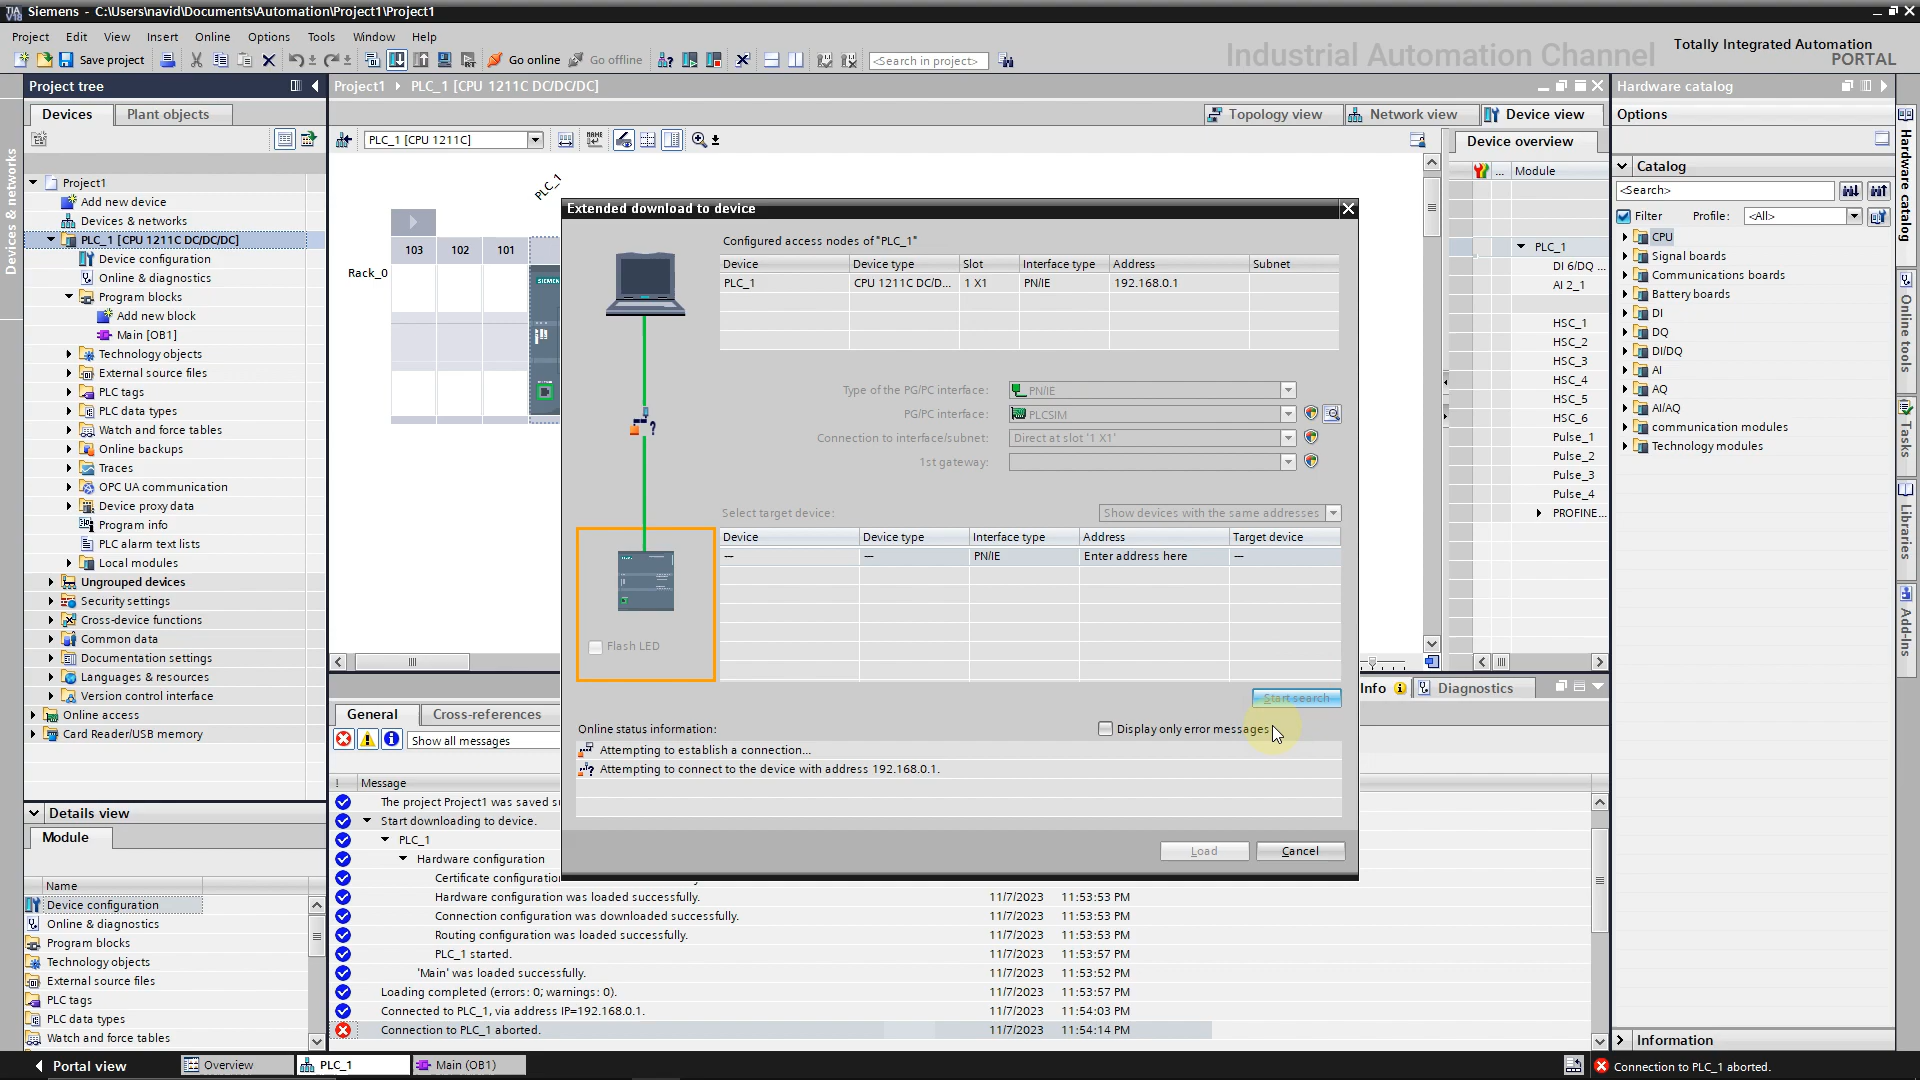 Siemens - C:\Users\navid\Documents\Automation\Project1\Project1
Project Edit View Insert Online Options Tools Window Help
Save project
Go online
Go offline
<Search in project>
Industrial Automation Channel
Totally Integrated Automation
PORTAL
Project tree
Devices
Plant objects
Devices & networks
Project1
Add new device
Devices & networks
PLC_1 [CPU 1211C DC/DC/DC]
Device configuration
Online & diagnostics
Program blocks
Add new block
Main [OB1]
Technology objects
External source files
PLC tags
PLC data types
Watch and force tables
Online backups
Traces
OPC UA communication
Device proxy data
Program info
PLC alarm text lists
Local modules
Ungrouped devices
Security settings
Cross-device functions
Common data
Documentation settings
Languages & resources
Version control interface
Online access
Card Reader/USB memory
Details view
Module
Name
Device configuration
Online & diagnostics
Program blocks
Technology objects
External source files
PLC tags
PLC data types
Watch and force tables
Project1 PLC_1 [CPU 1211C DC/DC/DC]
Topology view
Network view
Device view
PLC_1 [CPU 1211C]
PLC_1
103 102 101
Rack_0
Extended download to device
Configured access nodes of "PLC_1"
Device Device type Slot Interface type Address Subnet
PLC_1 CPU 1211C DC/D... 1 X1 PN/IE 192.168.0.1
Type of the PG/PC interface: PN/IE
PG/PC interface: PLCSIM
Connection to interface/subnet: Direct at slot '1 X1'
1st gateway:
Select target device: Show devices with the same addresses
Device Device type Interface type Address Target device
— — PN/IE Enter address here —
Flash LED
Start search
Online status information:
Display only error messages
Attempting to establish a connection...
Attempting to connect to the device with address 192.168.0.1.
Load
Cancel
Device overview
... Module
PLC_1
DI 6/DQ ...
AI 2_1
HSC_1
HSC_2
HSC_3
HSC_4
HSC_5
HSC_6
Pulse_1
Pulse_2
Pulse_3
Pulse_4
PROFINE...
Info
Diagnostics
General
Cross-references
Show all messages
! Message
The project Project1 was saved s
Start downloading to device.
PLC_1
Hardware configuration
Certificate configuration
Hardware configuration was loaded successfully. 11/7/2023 11:53:53 PM
Connection configuration was downloaded successfully. 11/7/2023 11:53:53 PM
Routing configuration was loaded successfully. 11/7/2023 11:53:53 PM
PLC_1 started. 11/7/2023 11:53:57 PM
'Main' was loaded successfully. 11/7/2023 11:53:52 PM
Loading completed (errors: 0; warnings: 0). 11/7/2023 11:53:57 PM
Connected to PLC_1, via address IP=192.168.0.1. 11/7/2023 11:54:03 PM
Connection to PLC_1 aborted. 11/7/2023 11:54:14 PM
Hardware catalog
Options
Catalog
<Search>
Filter Profile: <All>
CPU
Signal boards
Communications boards
Battery boards
DI
DQ
DI/DQ
AI
AQ
AI/AQ
communication modules
Technology modules
Information
Hardware catalog
Online tools
Tasks
Libraries
Add-Ins
Portal view
Overview
PLC_1
Main (OB1)
Connection to PLC_1 aborted.